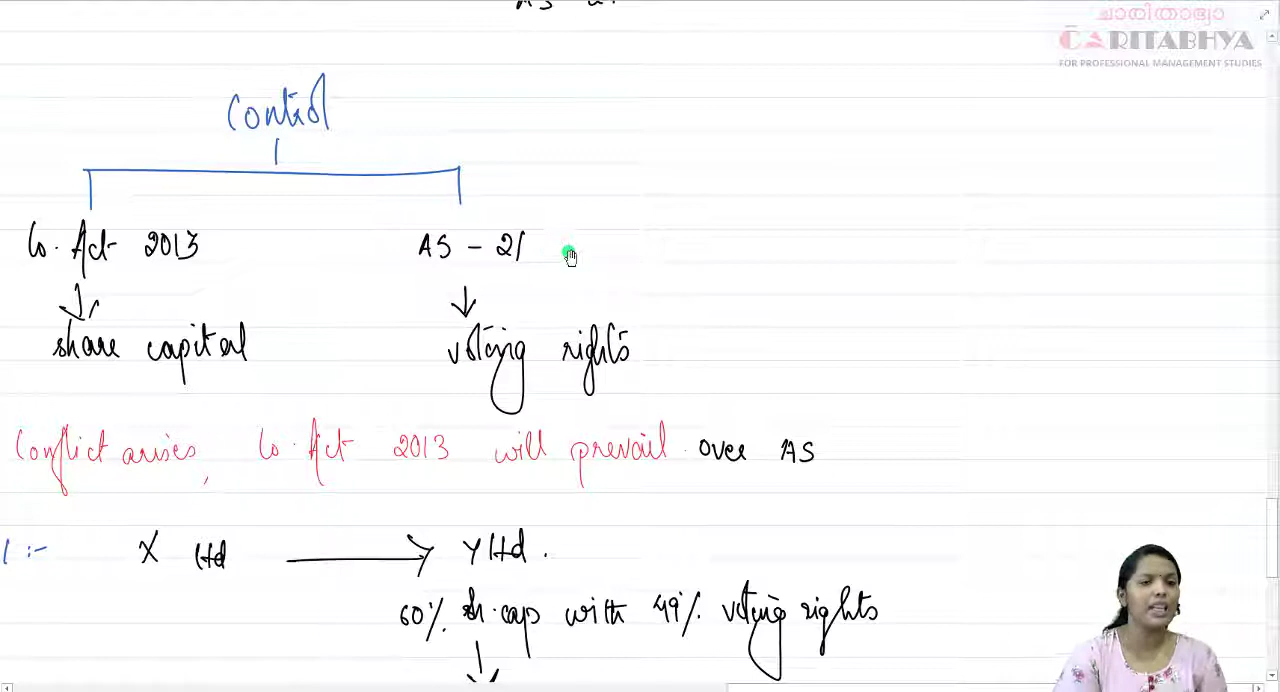 ചാരിതാഭ്യാ
CARITABHYA
FOR PROFESSIONAL MANAGEMENT STUDIES
Control
Co. Act 2013 AS - 21
share capital voting rights
Conflict arises, Co. Act 2013 will prevail over AS
1 :- X ltd Y ltd.
60% sh. cap with 49% voting rights